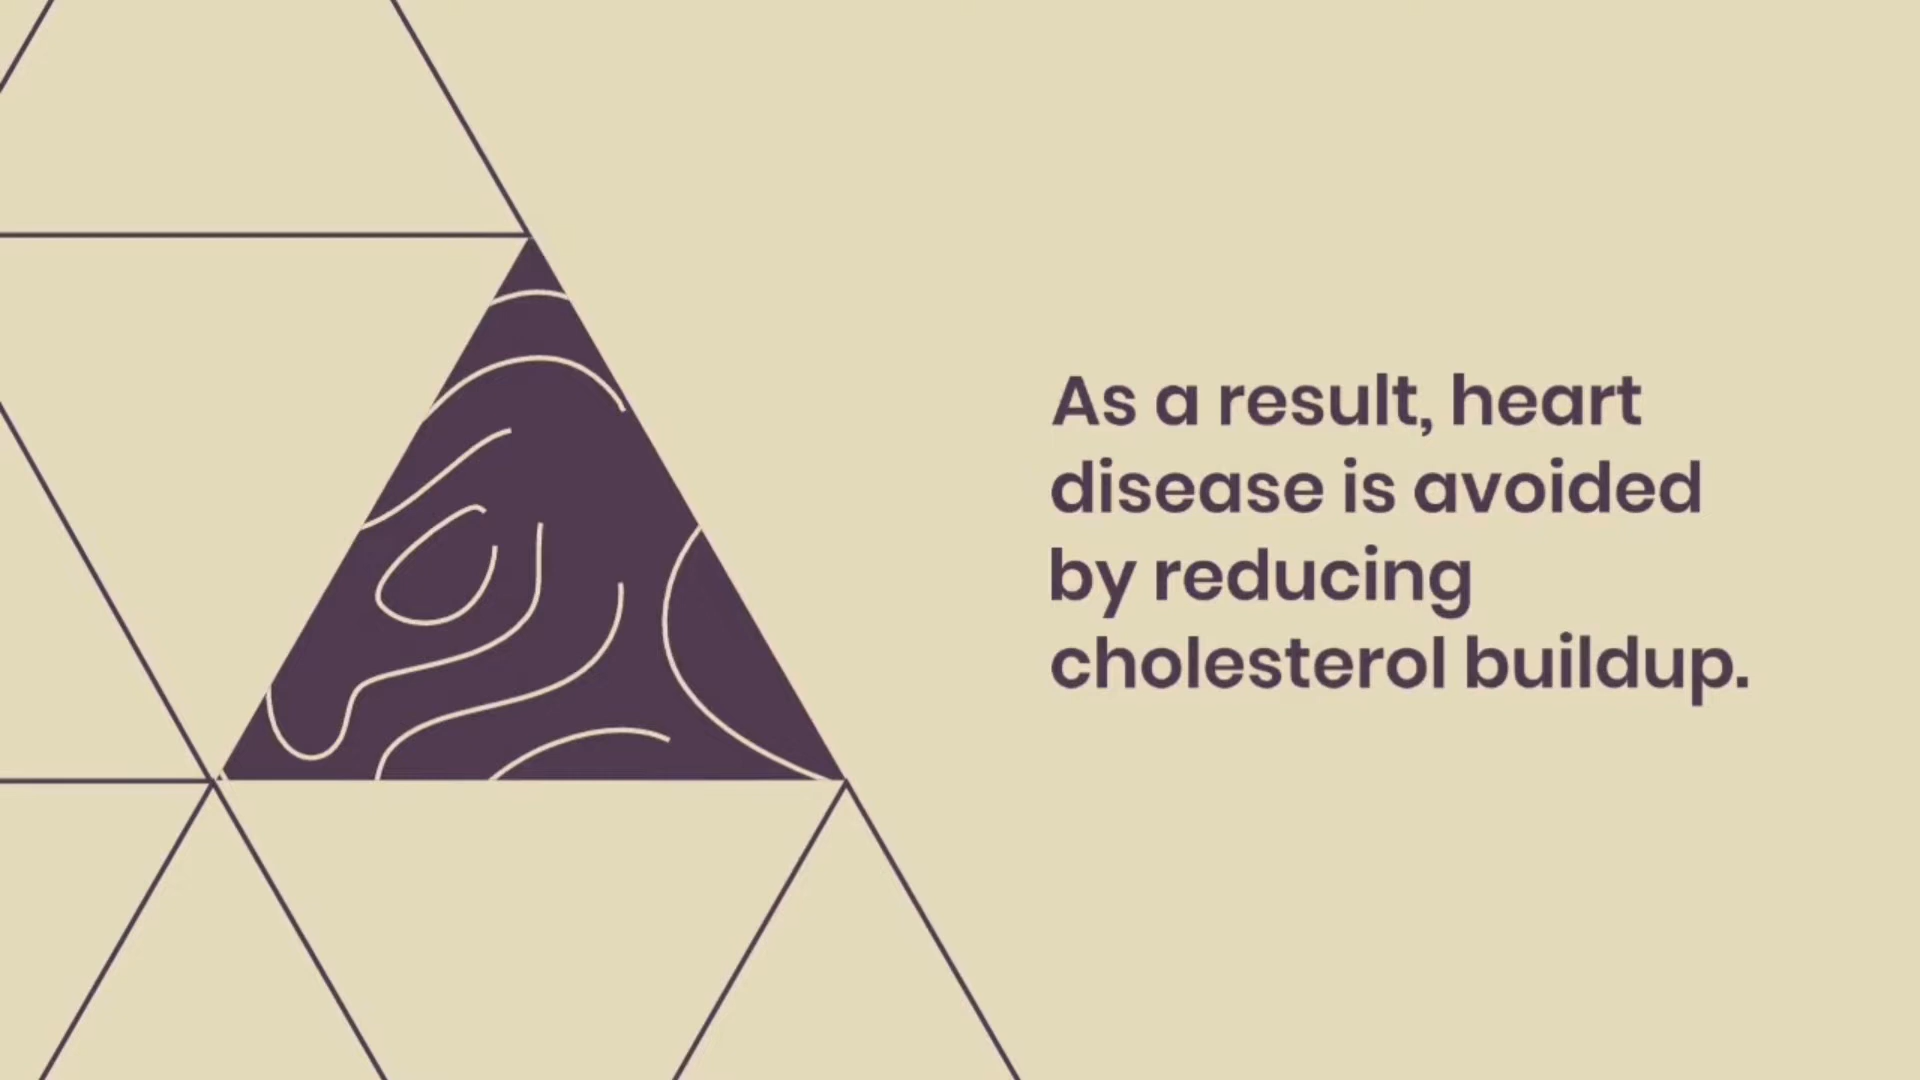 As a result, heart
disease is avoided
by reducing
cholesterol buildup.